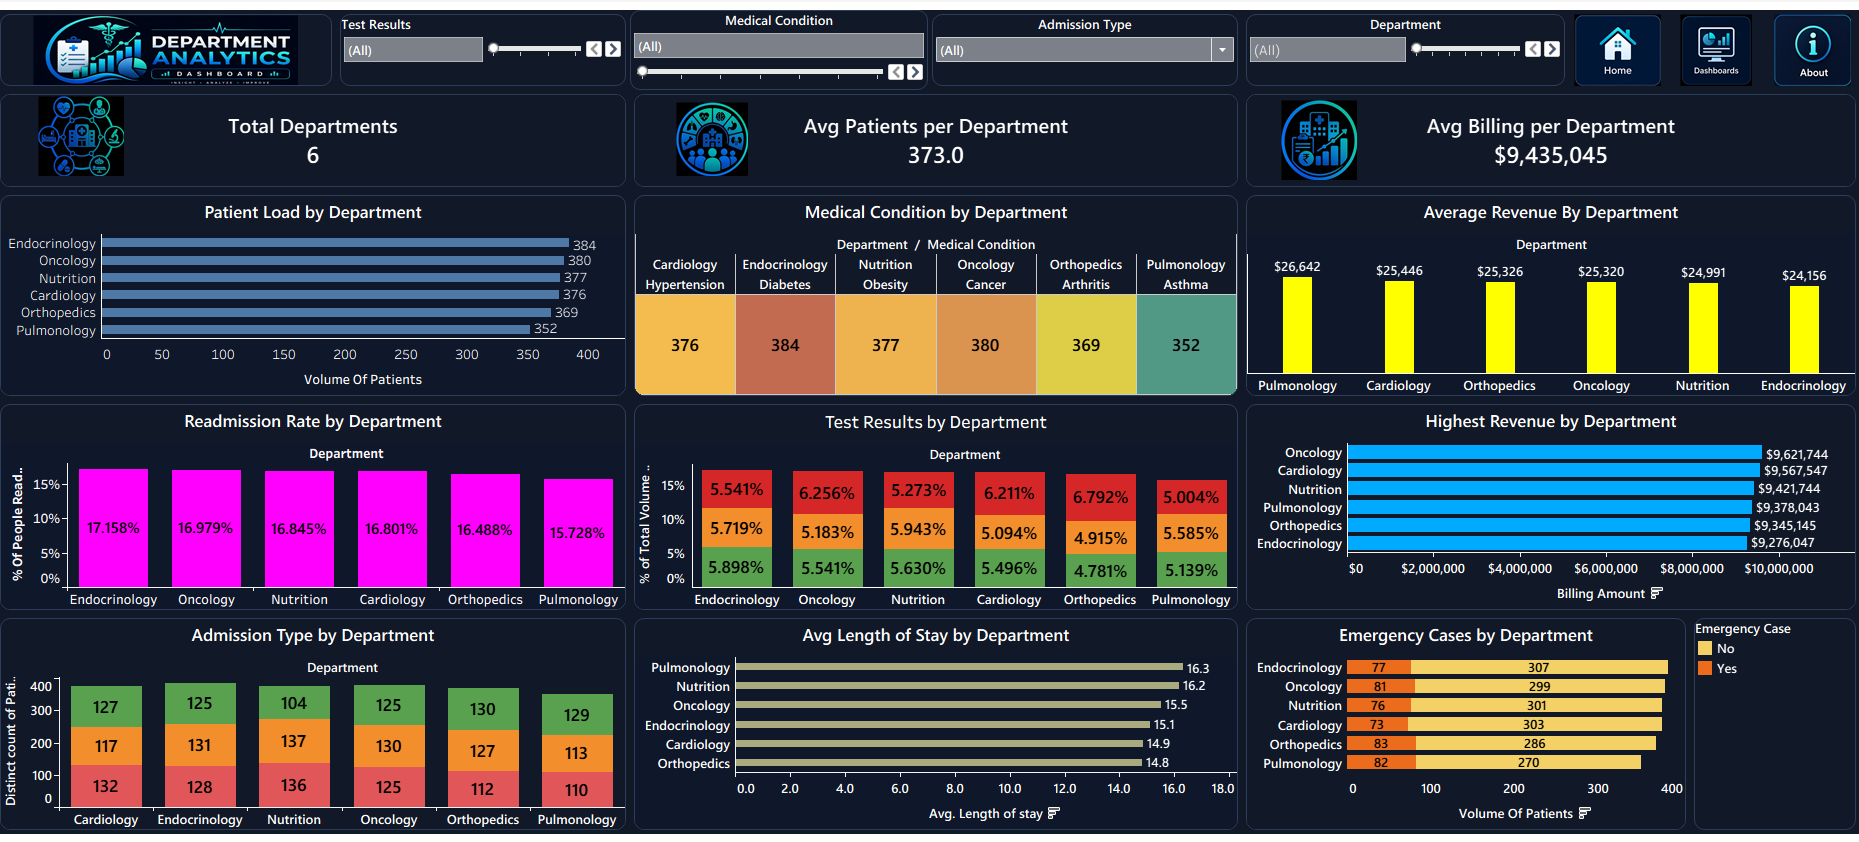 DEPARTMENT
ANALYTICS
DASHBOARD
INSIGHT • ANALYZE • IMPROVE
Test Results
(All)
Medical Condition
(All)
Admission Type
(All)
Department
(All)
Home
Dashboards
About
Total Departments
6
Avg Patients per Department
373.0
Avg Billing per Department
$9,435,045
Patient Load by Department
Endocrinology 384
Oncology 380
Nutrition 377
Cardiology 376
Orthopedics 369
Pulmonology 352
0 50 100 150 200 250 300 350 400
Volume Of Patients
Medical Condition by Department
Department / Medical Condition
Cardiology Endocrinology Nutrition Oncology Orthopedics Pulmonology
Hypertension Diabetes Obesity Cancer Arthritis Asthma
376 384 377 380 369 352
Average Revenue By Department
Department
$26,642 $25,446 $25,326 $25,320 $24,991 $24,156
Pulmonology Cardiology Orthopedics Oncology Nutrition Endocrinology
Readmission Rate by Department
Department
% Of People Read..
15%
10%
5%
0%
17.158% 16.979% 16.845% 16.801% 16.488% 15.728%
Endocrinology Oncology Nutrition Cardiology Orthopedics Pulmonology
Test Results by Department
Department
% of Total Volume ..
15%
10%
5%
0%
5.541% 6.256% 5.273% 6.211% 6.792% 5.004%
5.719% 5.183% 5.943% 5.094% 4.915% 5.585%
5.898% 5.541% 5.630% 5.496% 4.781% 5.139%
Endocrinology Oncology Nutrition Cardiology Orthopedics Pulmonology
Highest Revenue by Department
Oncology $9,621,744
Cardiology $9,567,547
Nutrition $9,421,744
Pulmonology $9,378,043
Orthopedics $9,345,145
Endocrinology $9,276,047
$0 $2,000,000 $4,000,000 $6,000,000 $8,000,000 $10,000,000
Billing Amount
Admission Type by Department
Department
Distinct count of Pati..
400
300
200
100
0
127 125 104 125 130 129
117 131 137 130 127 113
132 128 136 125 112 110
Cardiology Endocrinology Nutrition Oncology Orthopedics Pulmonology
Avg Length of Stay by Department
Pulmonology 16.3
Nutrition 16.2
Oncology 15.5
Endocrinology 15.1
Cardiology 14.9
Orthopedics 14.8
0.0 2.0 4.0 6.0 8.0 10.0 12.0 14.0 16.0 18.0
Avg. Length of stay
Emergency Cases by Department
Endocrinology 77 307
Oncology 81 299
Nutrition 76 301
Cardiology 73 303
Orthopedics 83 286
Pulmonology 82 270
0 100 200 300 400
Volume Of Patients
Emergency Case
No
Yes